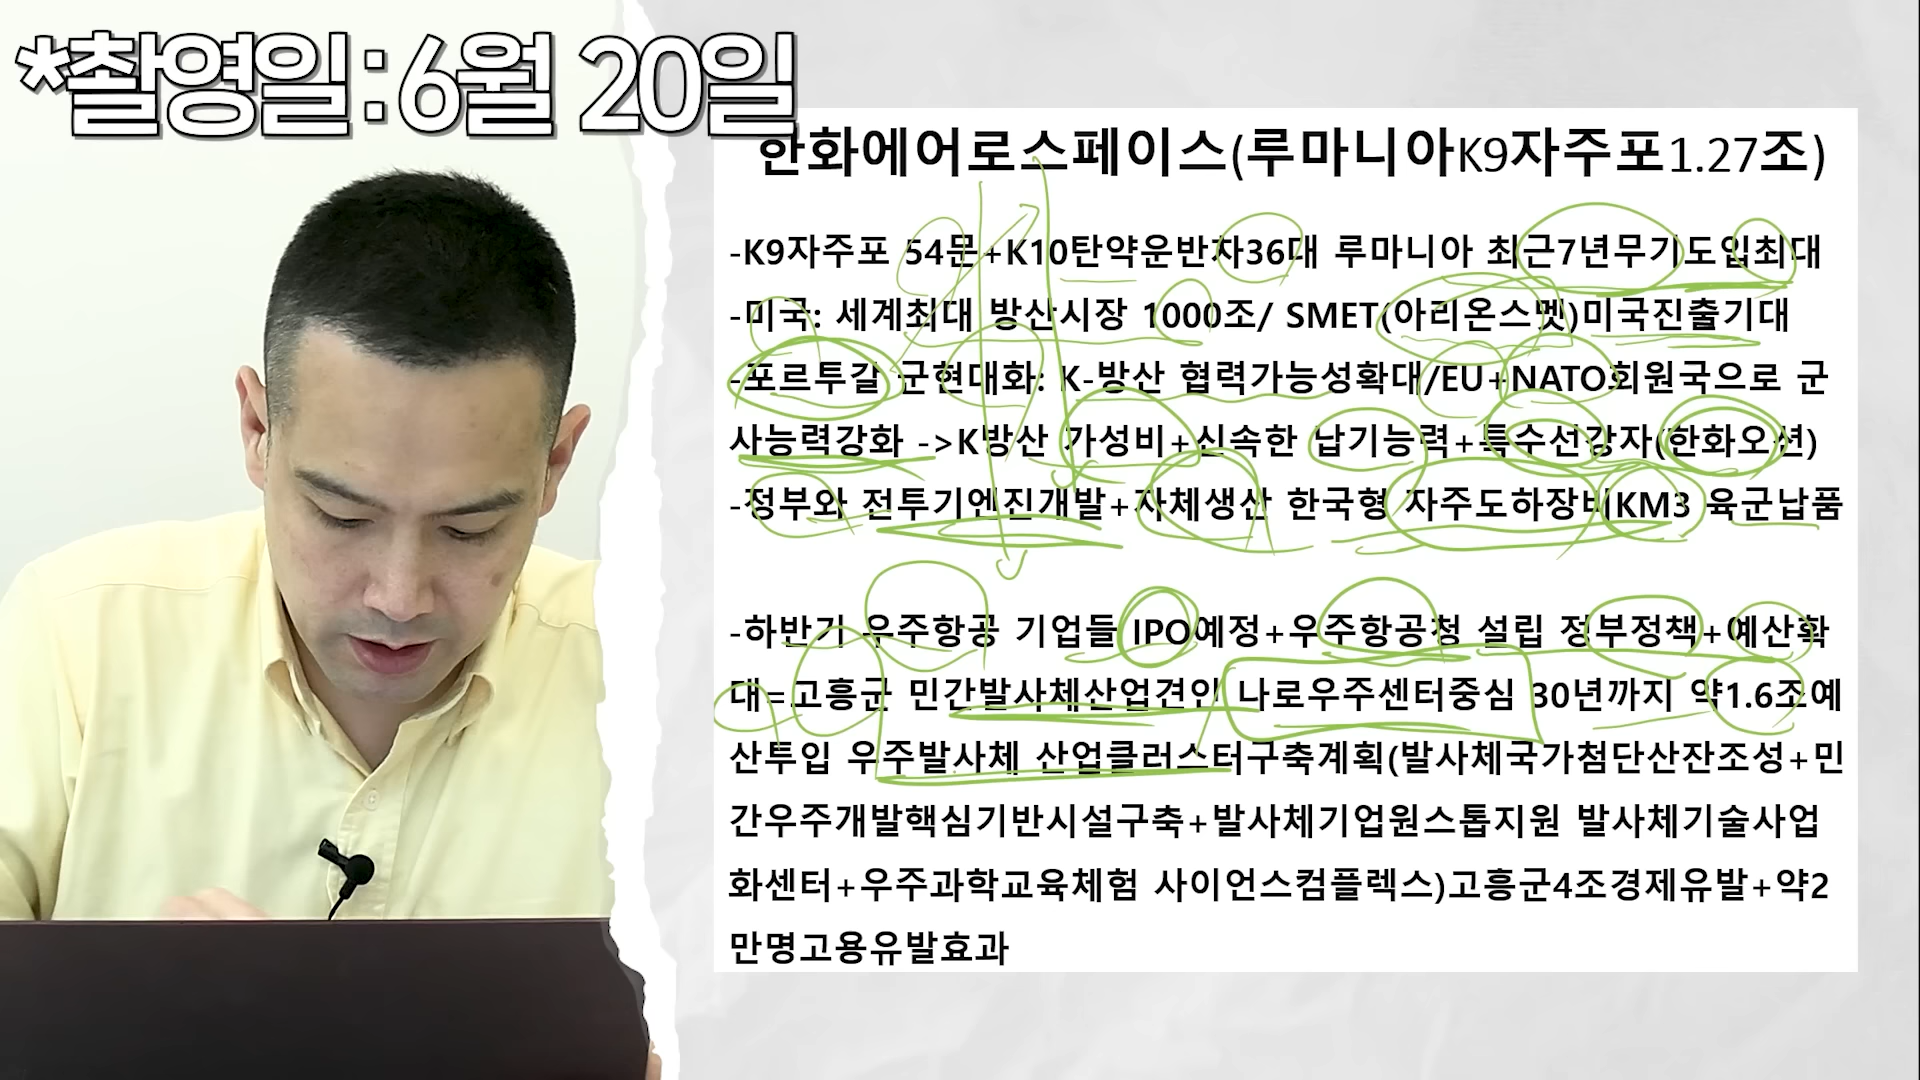 *촬영일:6월 20일
한화에어로스페이스(루마니아K9자주포1.27조)
-K9자주포 54문+K10탄약운반차36대 루마니아 최근7년무기도입최대
-미국: 세계최대 방산시장 1000조/ SMET(아리온스멧)미국진출기대
-포르투갈 군현대화: K-방산 협력가능성확대/EU+NATO회원국으로 군
사능력강화 ->K방산 가성비+신속한 납기능력+특수선강자(한화오션)
-정부와 전투기엔진개발+자체생산 한국형 자주도하장비KM3 육군납품
-하반기 우주항공 기업들 IPO예정+우주항공청 설립 정부정책+예산확
대=고흥군 민간발사체산업견인 나로우주센터중심 30년까지 약1.6조예
산투입 우주발사체 산업클러스터구축계획(발사체국가첨단산잔조성+민
간우주개발핵심기반시설구축+발사체기업원스톱지원 발사체기술사업
화센터+우주과학교육체험 사이언스컴플렉스)고흥군4조경제유발+약2
만명고용유발효과